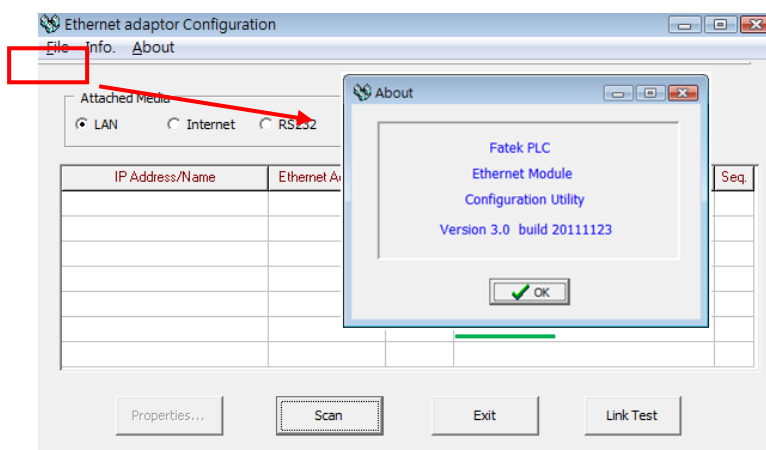 Ethernet adaptor Configuration
File Info. About
Attached Media
LAN Internet RS232
About
Fatek PLC
Ethernet Module
Configuration Utility
Version 3.0 build 20111123
OK
IP Address/Name Ethernet A Seq.
Properties... Scan Exit Link Test